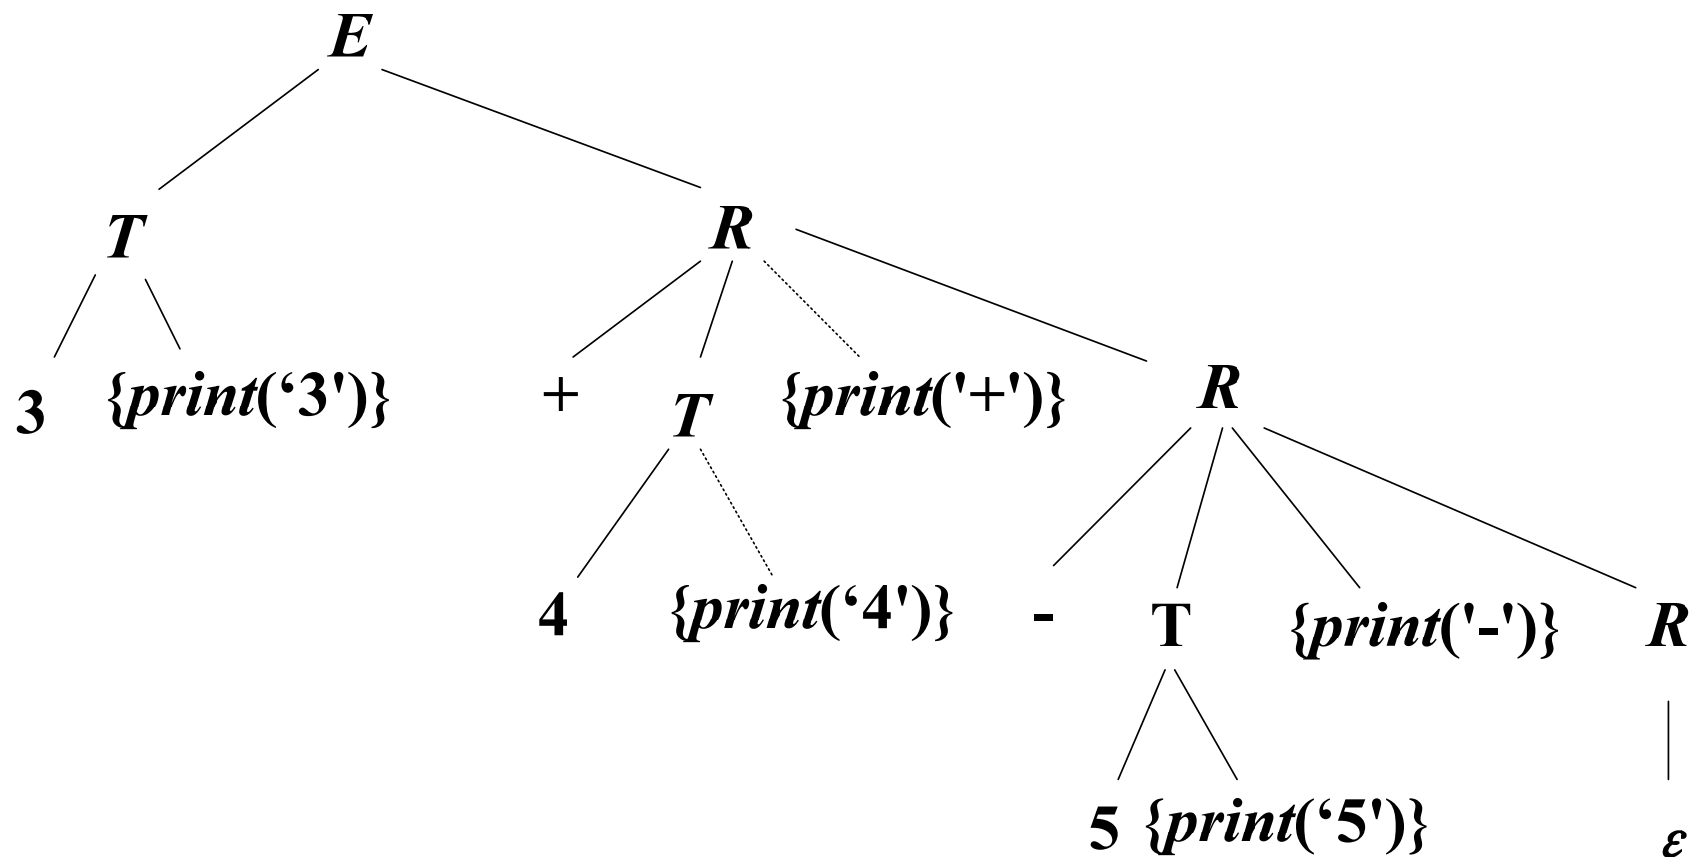 E
T R
3 {print(‘3')} + T {print('+')} R
4 {print(‘4')} - T {print('-')} R
5 {print(‘5')} ε